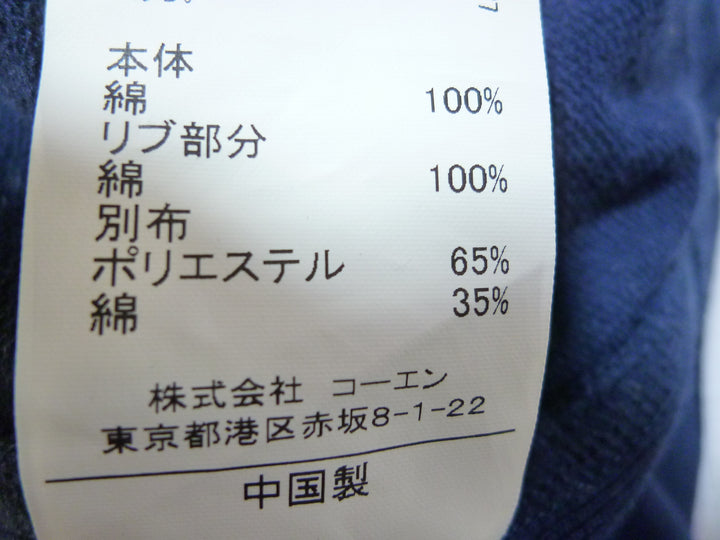 本体
綿 100%
リブ部分
綿 100%
別布
ポリエステル 65%
綿 35%
株式会社 コーエン
東京都港区赤坂8-1-22
中国製